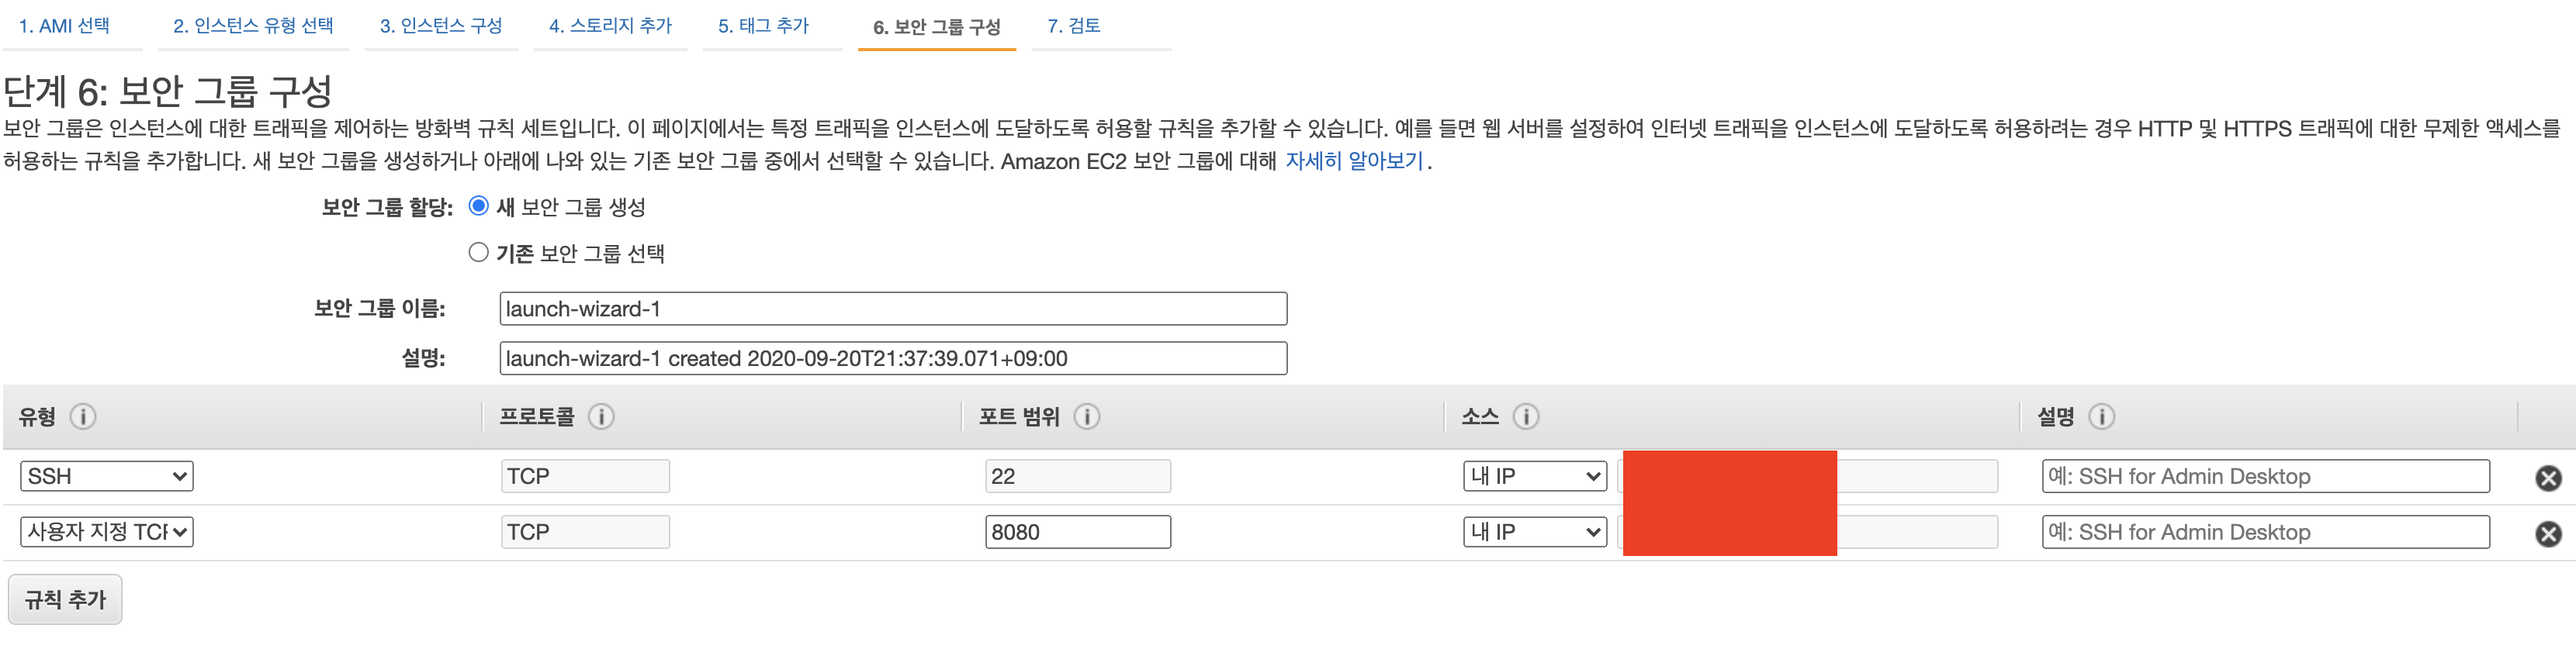 1. AMI 선택 2. 인스턴스 유형 선택 3. 인스턴스 구성 4. 스토리지 추가 5. 태그 추가 6. 보안 그룹 구성 7. 검토
단계 6: 보안 그룹 구성
보안 그룹은 인스턴스에 대한 트래픽을 제어하는 방화벽 규칙 세트입니다. 이 페이지에서는 특정 트래픽을 인스턴스에 도달하도록 허용할 규칙을 추가할 수 있습니다. 예를 들면 웹 서버를 설정하여 인터넷 트래픽을 인스턴스에 도달하도록 허용하려는 경우 HTTP 및 HTTPS 트래픽에 대한 무제한 액세스를
허용하는 규칙을 추가합니다. 새 보안 그룹을 생성하거나 아래에 나와 있는 기존 보안 그룹 중에서 선택할 수 있습니다. Amazon EC2 보안 그룹에 대해 자세히 알아보기.
보안 그룹 할당: 새 보안 그룹 생성
기존 보안 그룹 선택
보안 그룹 이름: launch-wizard-1
설명: launch-wizard-1 created 2020-09-20T21:37:39.071+09:00
유형 프로토콜 포트 범위 소스 설명
SSH TCP 22 내 IP 예: SSH for Admin Desktop
사용자 지정 TCP TCP 8080 내 IP 예: SSH for Admin Desktop
규칙 추가